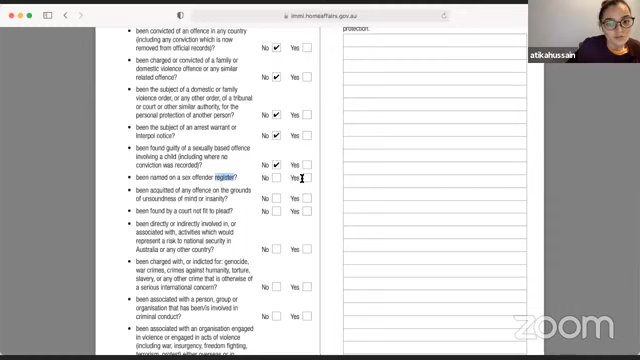 immi.homeaffairs.gov.au
atikahussain
protection:
• been convicted of an offence in any country
(including any conviction which is now
removed from official records)? No ✔ Yes
• been charged or convicted of a family or
domestic violence offence or any similar
related offence? No ✔ Yes
• been the subject of a domestic or family
violence order, or any other order, of a tribunal
or court or other similar authority, for the
personal protection of another person? No ✔ Yes
• been the subject of an arrest warrant or
Interpol notice? No ✔ Yes
• been found guilty of a sexually based offence
involving a child (including where no
conviction was recorded)? No ✔ Yes
• been named on a sex offender register? No Yes
• been acquitted of any offence on the grounds
of unsoundness of mind or insanity? No Yes
• been found by a court not fit to plead? No Yes
• been directly or indirectly involved in, or
associated with, activities which would
represent a risk to national security in
Australia or any other country? No Yes
• been charged with, or indicted for: genocide,
war crimes, crimes against humanity, torture,
slavery, or any other crime that is otherwise of
a serious international concern? No Yes
• been associated with a person, group or
organisation that has been/is involved in
criminal conduct? No Yes
• been associated with an organisation engaged
in violence or engaged in acts of violence
(including war, insurgency, freedom fighting,
terrorism, protest) either overseas or in
zoom